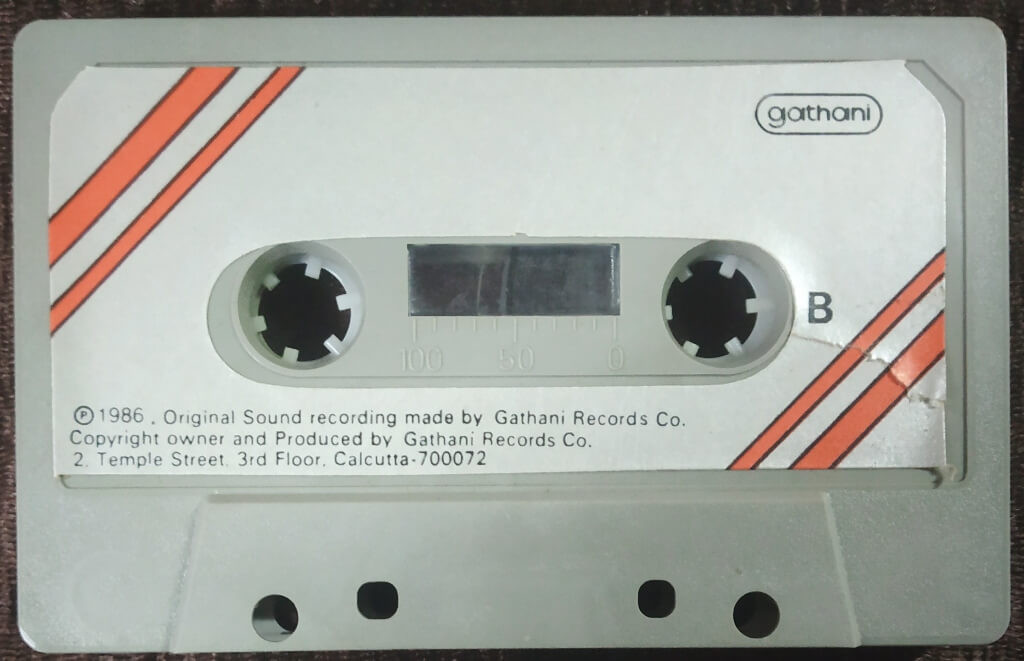 gathani
B
100 50 0
Ⓟ 1986. Original Sound recording made by Gathani Records Co.
Copyright owner and Produced by Gathani Records Co.
2, Temple Street, 3rd Floor, Calcutta-700072